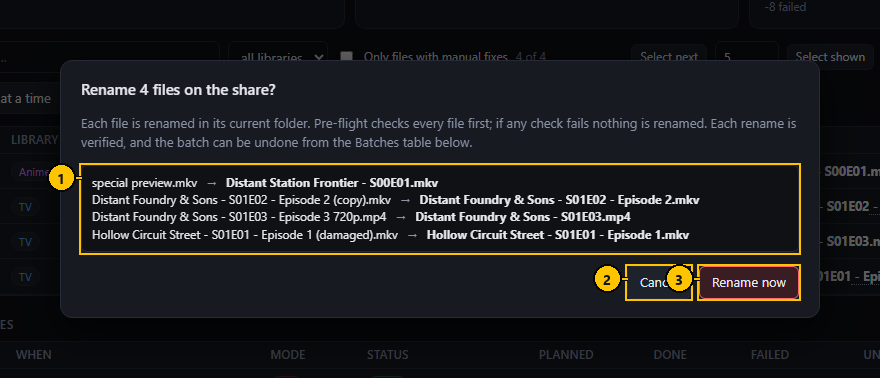 -8 failed
all libraries
Only files with manual fixes 4 of 4
Select next
5
Select shown
at a time
Rename 4 files on the share?
Each file is renamed in its current folder. Pre-flight checks every file first; if any check fails nothing is renamed. Each rename is
verified, and the batch can be undone from the Batches table below.
LIBRARY
Anime
S00E01.mkv
TV
S01E02 -
TV
S01E03.m
TV
01E01 - Epi
1
special preview.mkv → Distant Station Frontier - S00E01.mkv
Distant Foundry & Sons - S01E02 - Episode 2 (copy).mkv → Distant Foundry & Sons - S01E02 - Episode 2.mkv
Distant Foundry & Sons - S01E03 - Episode 3 720p.mp4 → Distant Foundry & Sons - S01E03.mp4
Hollow Circuit Street - S01E01 - Episode 1 (damaged).mkv → Hollow Circuit Street - S01E01 - Episode 1.mkv
2
Canc
3
Rename now
ES
WHEN MODE STATUS PLANNED DONE FAILED UN